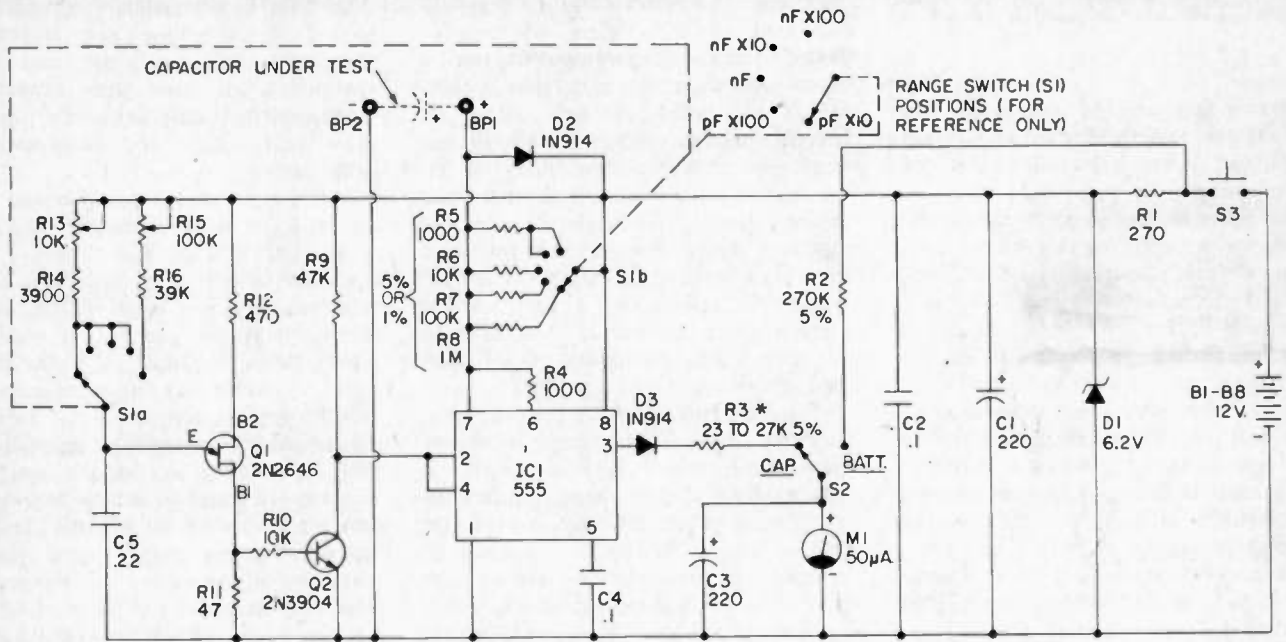 nF X100
nF X10
nF
pF X100
pF X10
RANGE SWITCH (S1)
POSITIONS (FOR
REFERENCE ONLY)
CAPACITOR UNDER TEST
-
BP2
+
+
BP1
D2
1N914
R13
10K
R15
100K
R14
3900
R16
39K
R12
470
R9
47K
5%
OR
1%
R5
1000
R6
10K
R7
100K
R8
1M
S1b
R4
1000
R2
270K
5%
R1
270
S3
S1a
E
B2
Q1
2N2646
B1
R10
10K
Q2
2N3904
R11
47
C5
.22
7
6
8
2
4
3
1
5
IC1
555
D3
1N914
R3 *
23 TO 27K 5%
CAP.
BATT.
S2
+
M1
50µA
-
+
C3
220
C4
.1
C2
.1
+
C1
220
D1
6.2V
+
B1-B8
12V